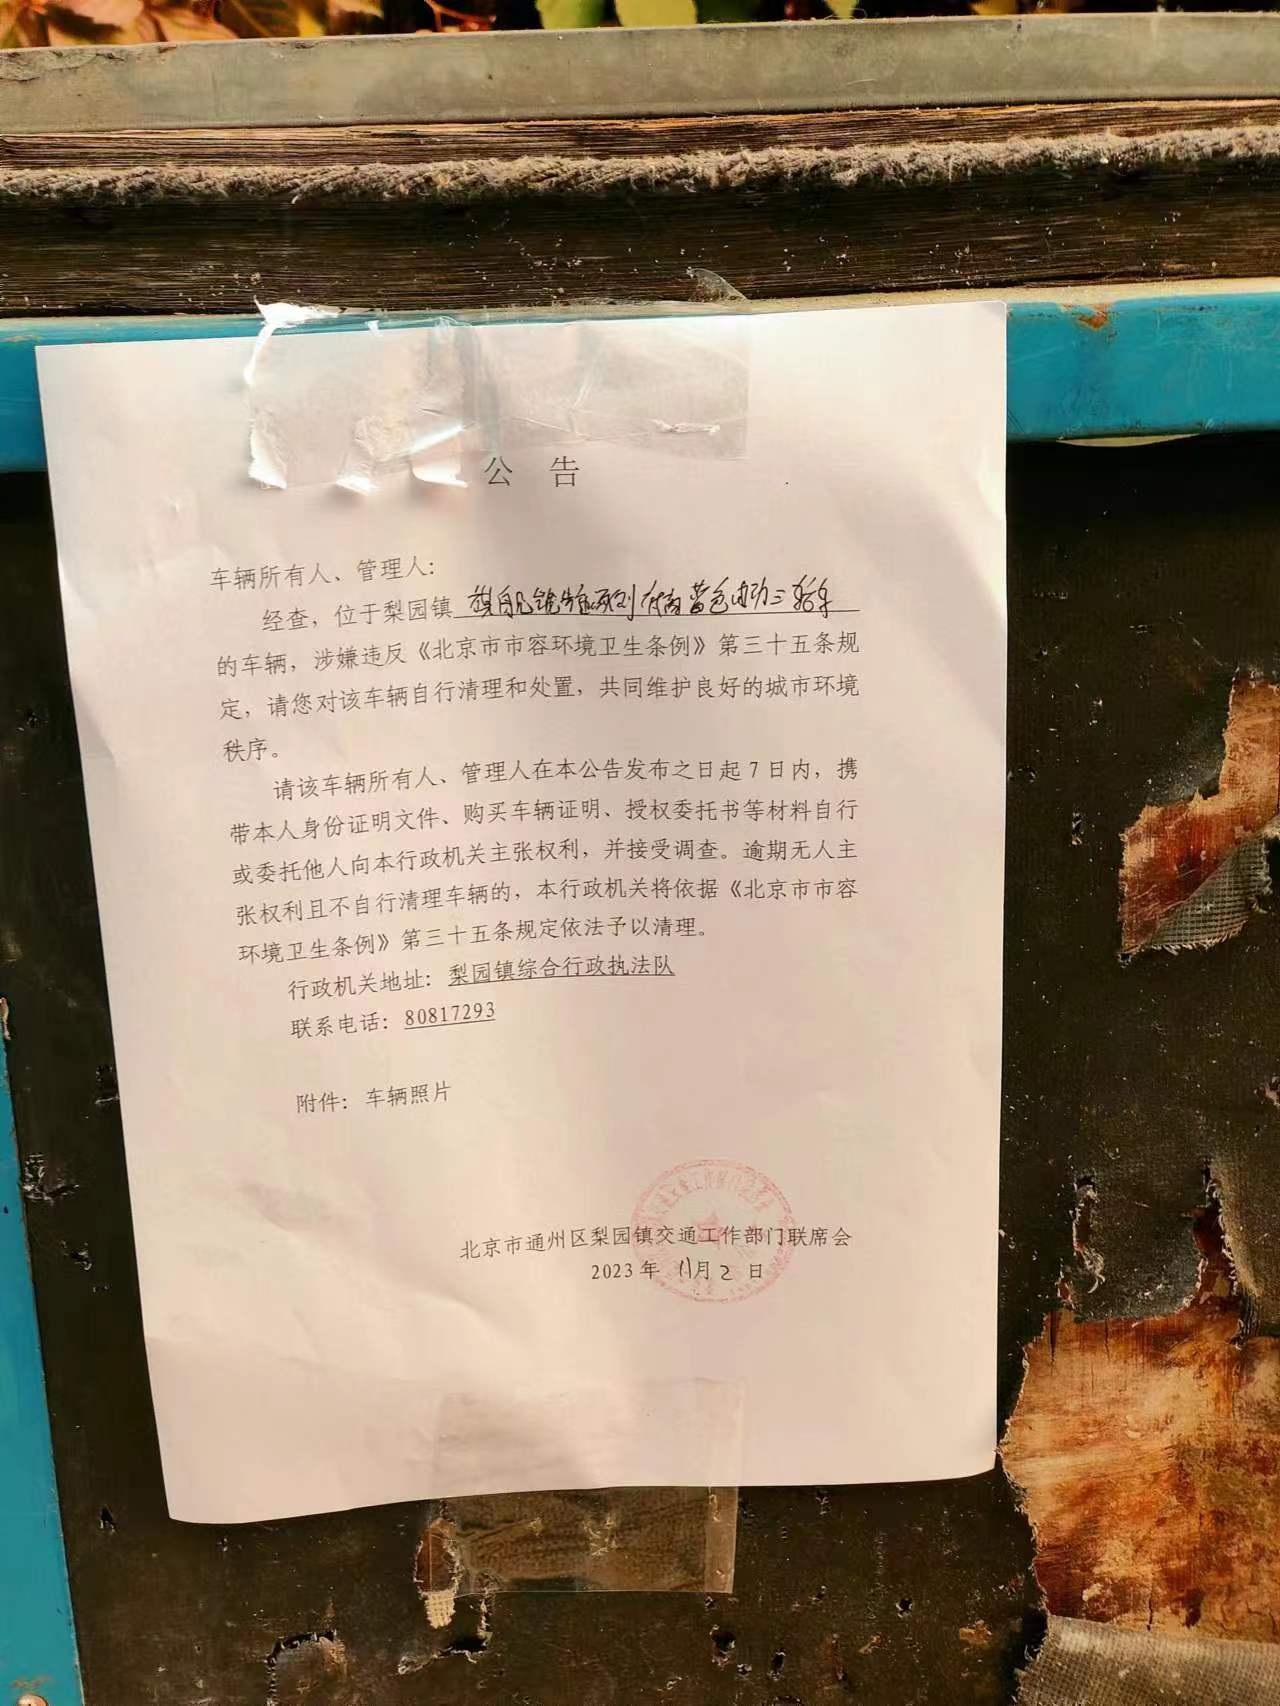 公 告
车辆所有人、管理人：
经查，位于梨园镇 蓝色电动三轮车
的车辆，涉嫌违反《北京市市容环境卫生条例》第三十五条规
定，请您对该车辆自行清理和处置，共同维护良好的城市环境
秩序。
请该车辆所有人、管理人在本公告发布之日起7日内，携
带本人身份证明文件、购买车辆证明、授权委托书等材料自行
或委托他人向本行政机关主张权利，并接受调查。逾期无人主
张权利且不自行清理车辆的，本行政机关将依据《北京市市容
环境卫生条例》第三十五条规定依法予以清理。
行政机关地址：梨园镇综合行政执法队
联系电话：80817293
附件：车辆照片
北京市通州区梨园镇交通工作部门联席会
2023年 11月2日